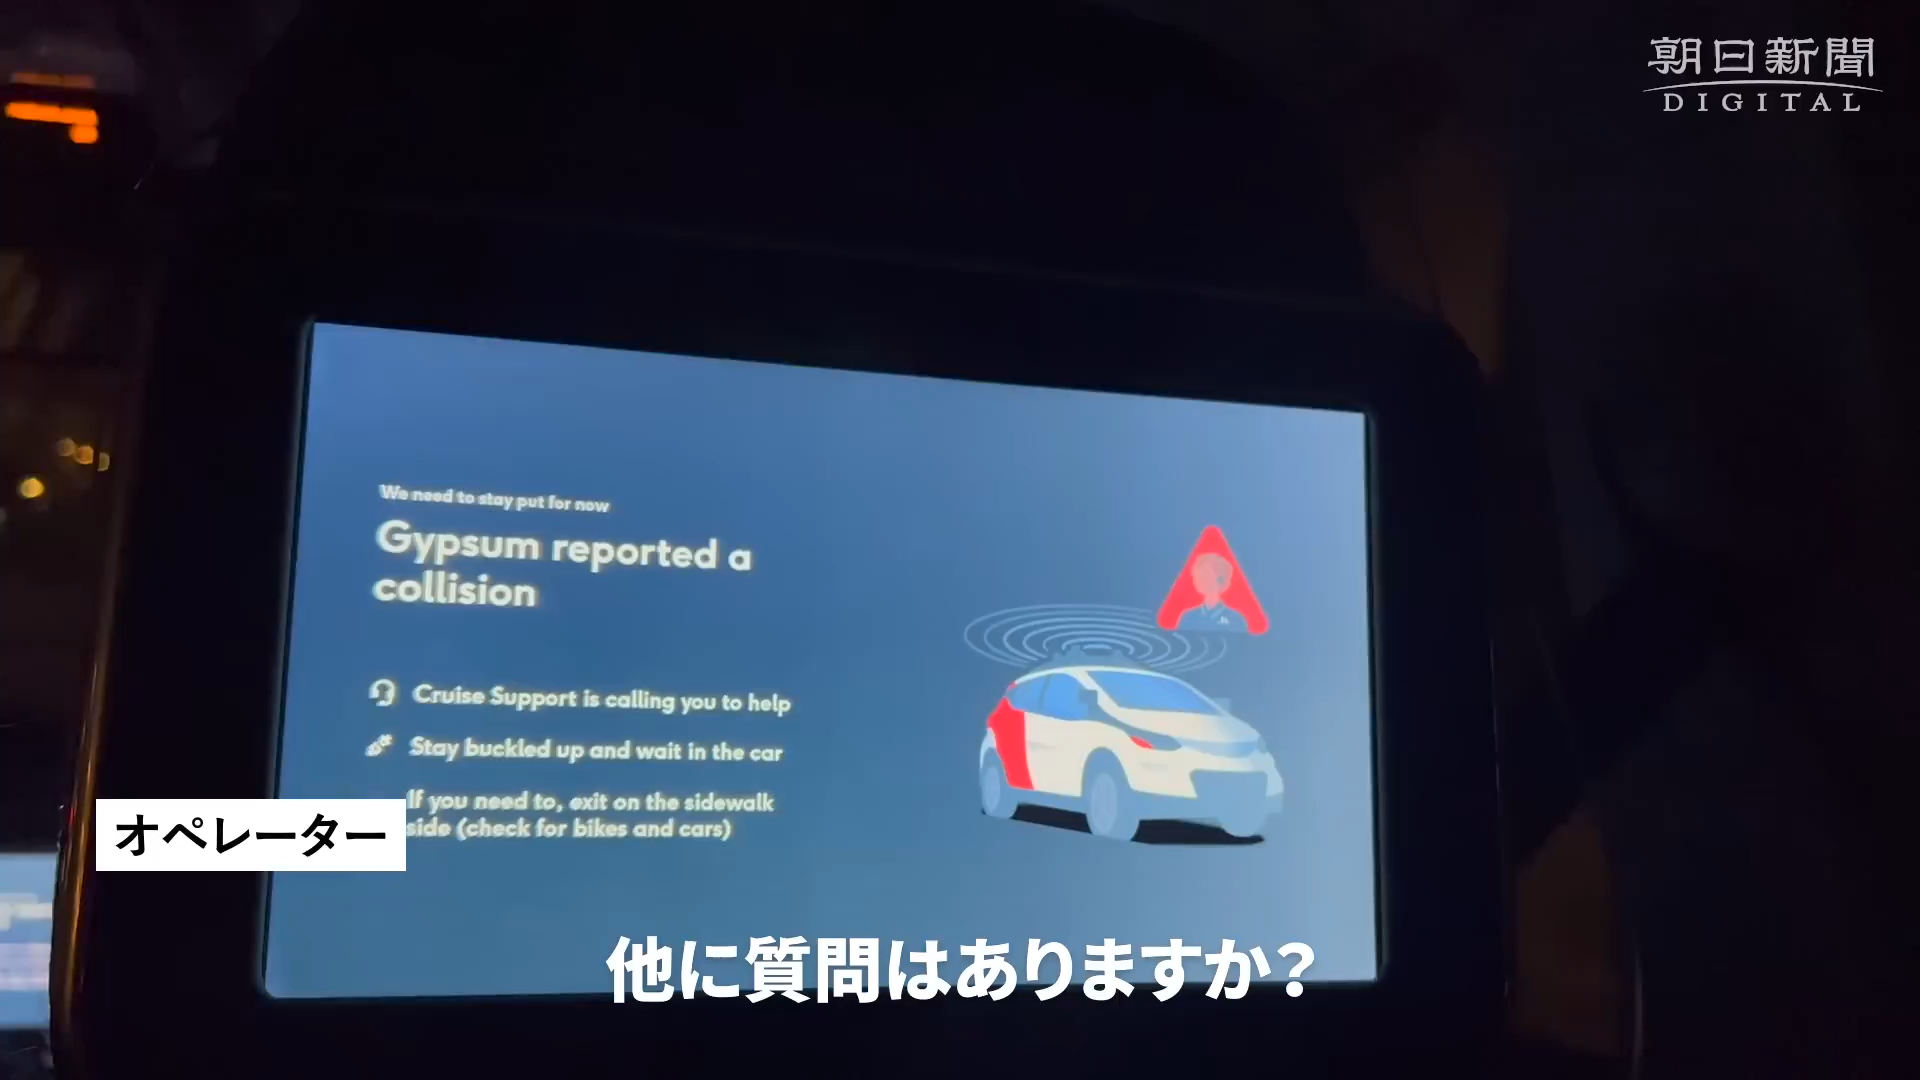 朝日新聞
DIGITAL
We need to stay put for now
Gypsum reported a
collision
Cruise Support is calling you to help
Stay buckled up and wait in the car
If you need to, exit on the sidewalk
side (check for bikes and cars)
オペレーター
他に質問はありますか？